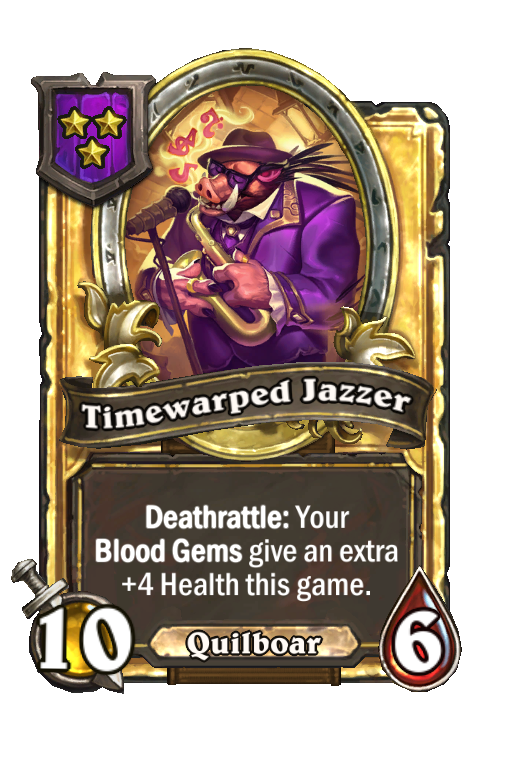 Timewarped Jazzer
Deathrattle: Your
Blood Gems give an extra
+4 Health this game.
10
Quilboar
6